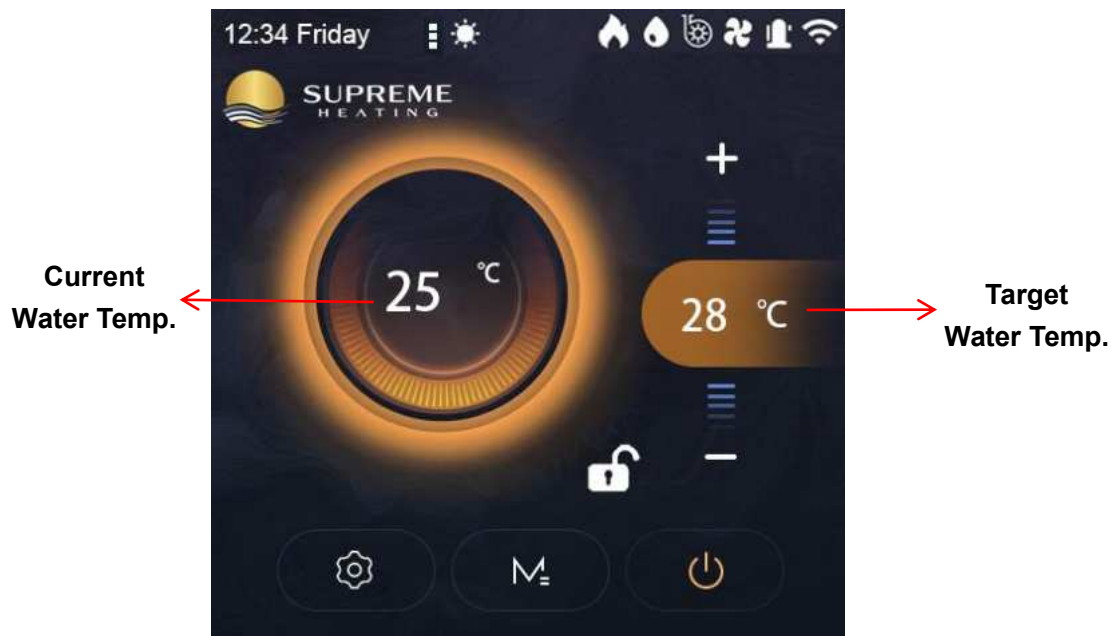 12:34 Friday
SUPREME
HEATING
25 °C
28 °C
Current
Water Temp.
Target
Water Temp.
M